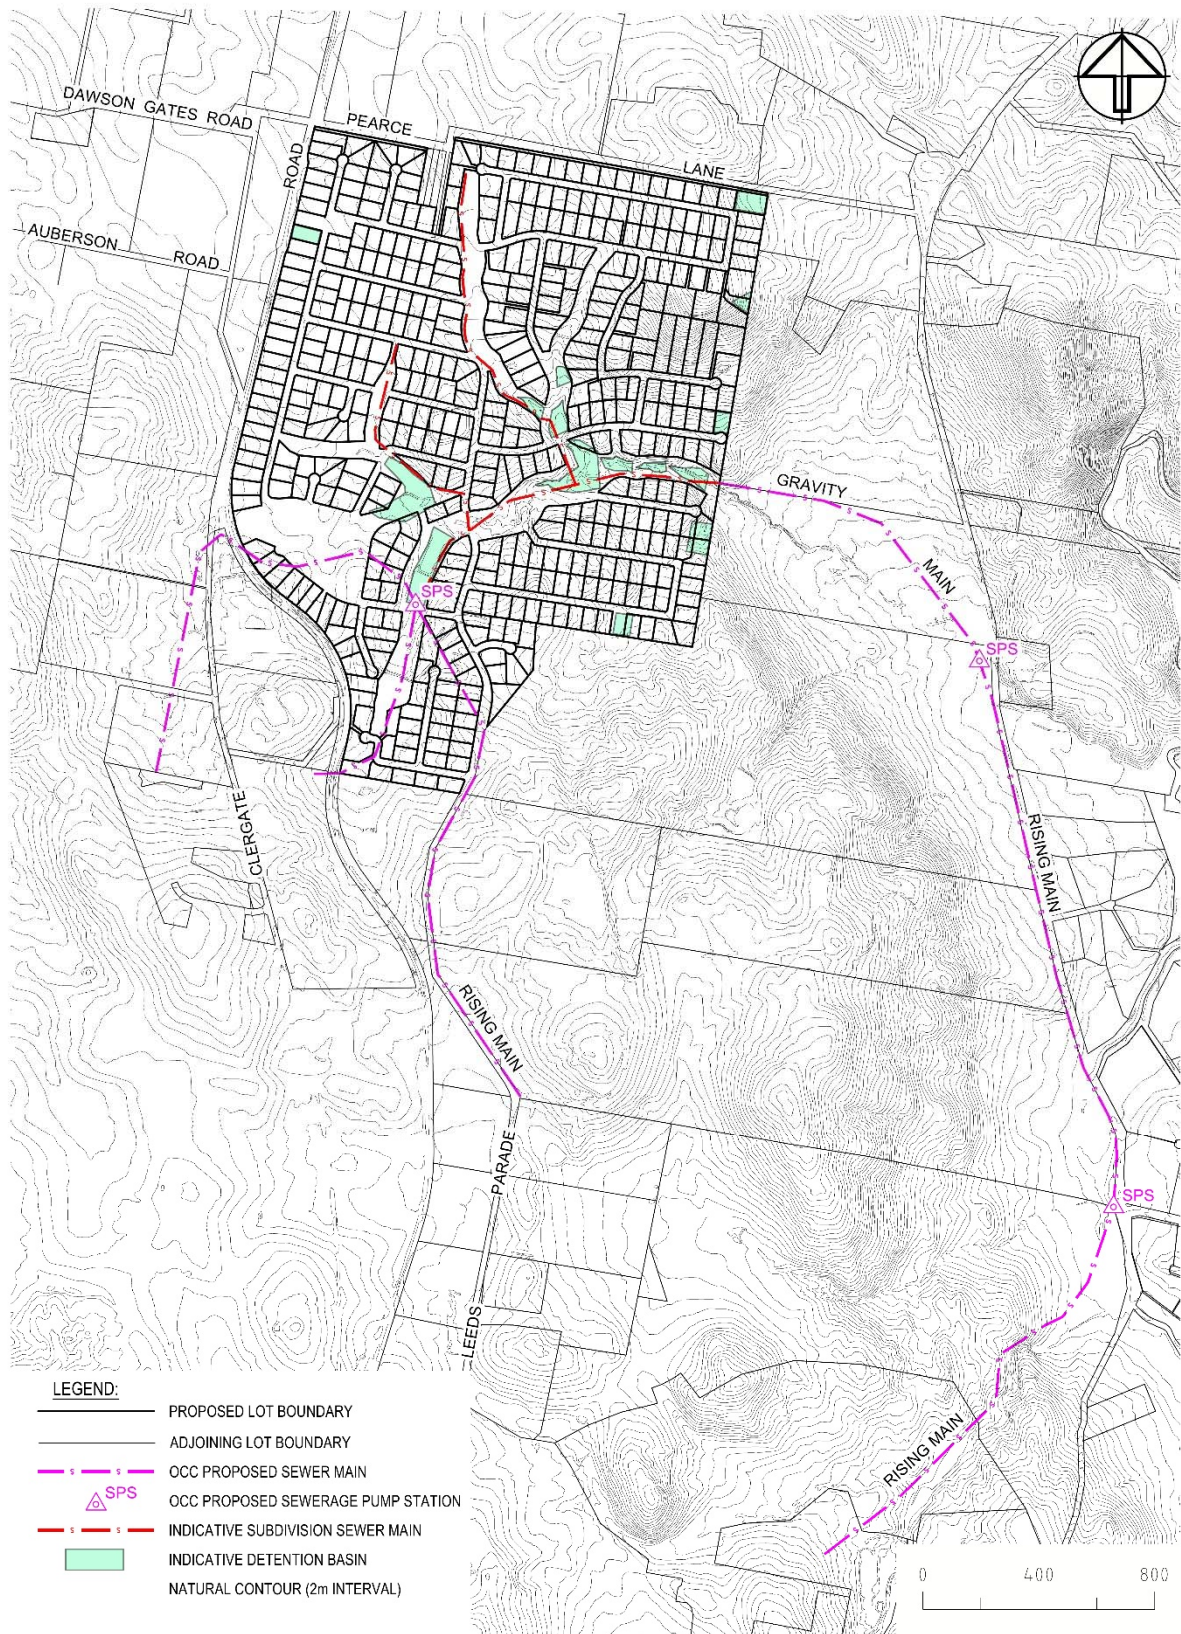 DAWSON GATES ROAD
PEARCE
LANE
ROAD
AUBERSON ROAD
GRAVITY
MAIN
SPS
SPS
CLERGATE
RISING MAIN
RISING MAIN
PARADE
SPS
LEEDS
RISING MAIN
LEGEND:
PROPOSED LOT BOUNDARY
ADJOINING LOT BOUNDARY
S S OCC PROPOSED SEWER MAIN
SPS OCC PROPOSED SEWERAGE PUMP STATION
S S INDICATIVE SUBDIVISION SEWER MAIN
INDICATIVE DETENTION BASIN
NATURAL CONTOUR (2m INTERVAL)
0 400 800